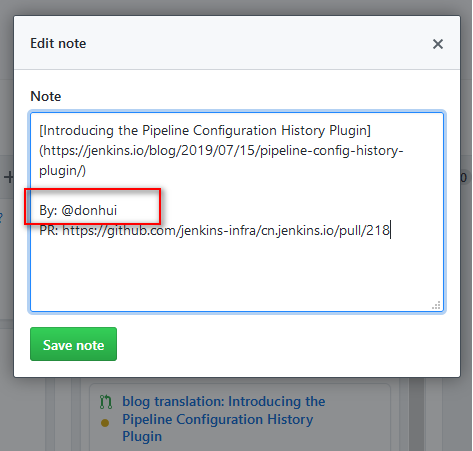 Edit note
×
Note
[Introducing the Pipeline Configuration History Plugin]
(https://jenkins.io/blog/2019/07/15/pipeline-config-history-
plugin/)
By: @donhui
PR: https://github.com/jenkins-infra/cn.jenkins.io/pull/218
Save note
blog translation: Introducing the
Pipeline Configuration History
Plugin